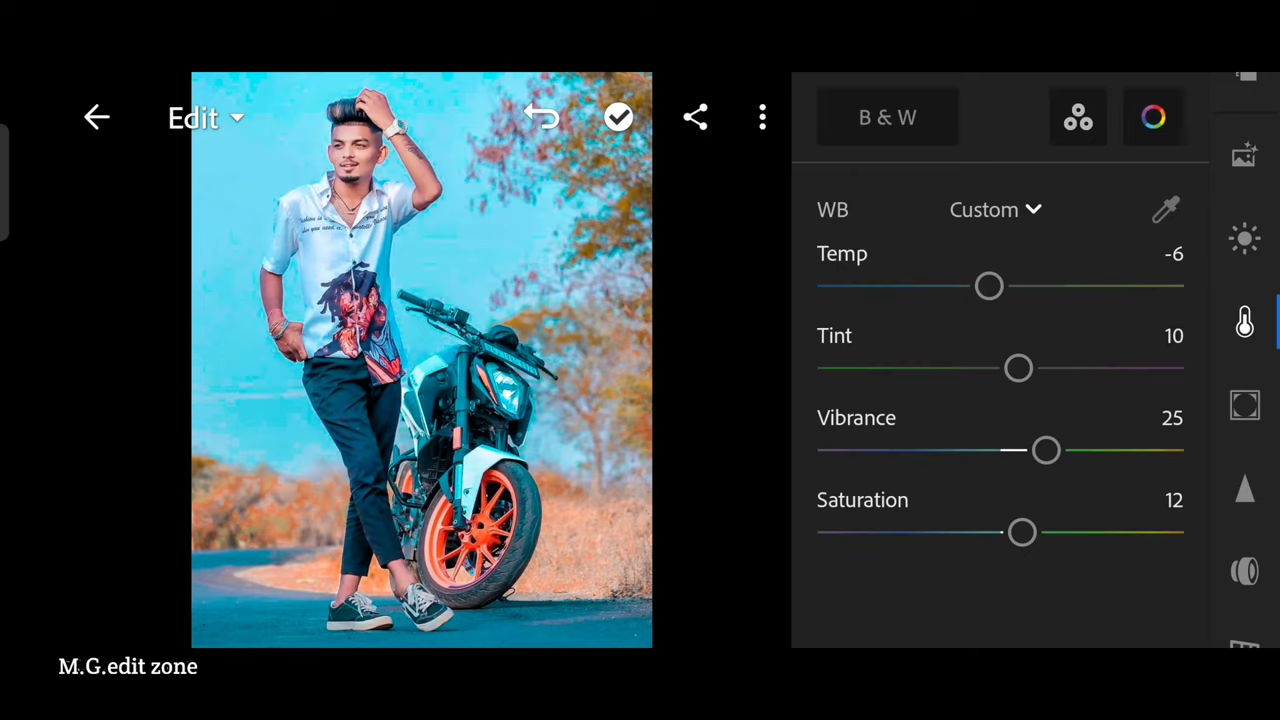 Edit
B & W
WB Custom
Temp -6
Tint 10
Vibrance 25
Saturation 12
M.G.edit zone